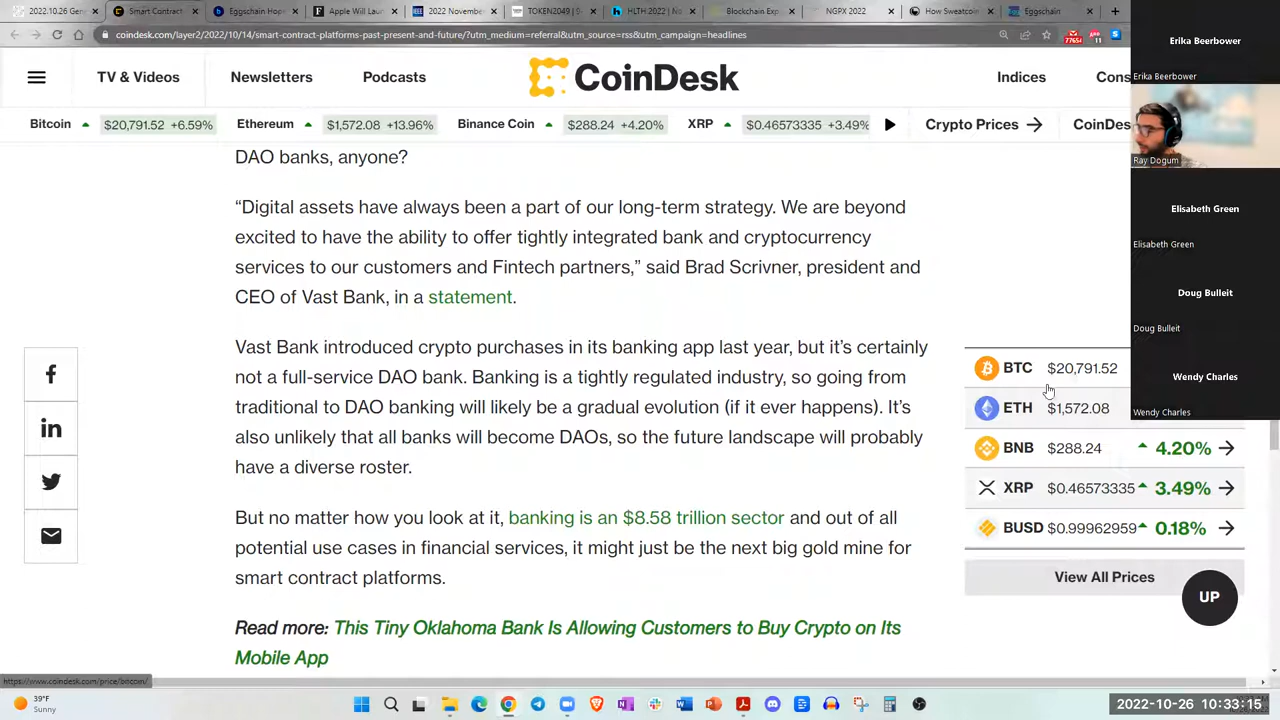 2022.10.26 Gen
Smart Contract
Eggschain Hop
Apple Will Laun
2022 Novembe
TOKEN2049 | S
HLTH 2022 | Na
Blockchain Exp
NGPX 2022
How Sweatcoin
Eggschain
coindesk.com/layer2/2022/10/14/smart-contract-platforms-past-present-and-future/?utm_medium=referral&utm_source=rss&utm_campaign=headlines
TV & Videos
Newsletters
Podcasts
CoinDesk
Indices
Cons
Bitcoin $20,791.52 +6.59%
Ethereum $1,572.08 +13.96%
Binance Coin $288.24 +4.20%
XRP $0.46573335 +3.49%
Crypto Prices
CoinDes
DAO banks, anyone?
“Digital assets have always been a part of our long-term strategy. We are beyond
excited to have the ability to offer tightly integrated bank and cryptocurrency
services to our customers and Fintech partners,” said Brad Scrivner, president and
CEO of Vast Bank, in a statement.
Vast Bank introduced crypto purchases in its banking app last year, but it’s certainly
not a full-service DAO bank. Banking is a tightly regulated industry, so going from
traditional to DAO banking will likely be a gradual evolution (if it ever happens). It’s
also unlikely that all banks will become DAOs, so the future landscape will probably
have a diverse roster.
But no matter how you look at it, banking is an $8.58 trillion sector and out of all
potential use cases in financial services, it might just be the next big gold mine for
smart contract platforms.
Read more: This Tiny Oklahoma Bank Is Allowing Customers to Buy Crypto on Its
Mobile App
BTC $20,791.52
ETH $1,572.08
BNB $288.24 4.20%
XRP $0.46573335 3.49%
BUSD $0.99962959 0.18%
View All Prices
UP
Erika Beerbower
Erika Beerbower
Ray Dogum
Elisabeth Green
Elisabeth Green
Doug Bulleit
Doug Bulleit
Wendy Charles
Wendy Charles
https://www.coindesk.com/price/bitcoin/
39°F
Sunny
2022-10-26 10:33:15